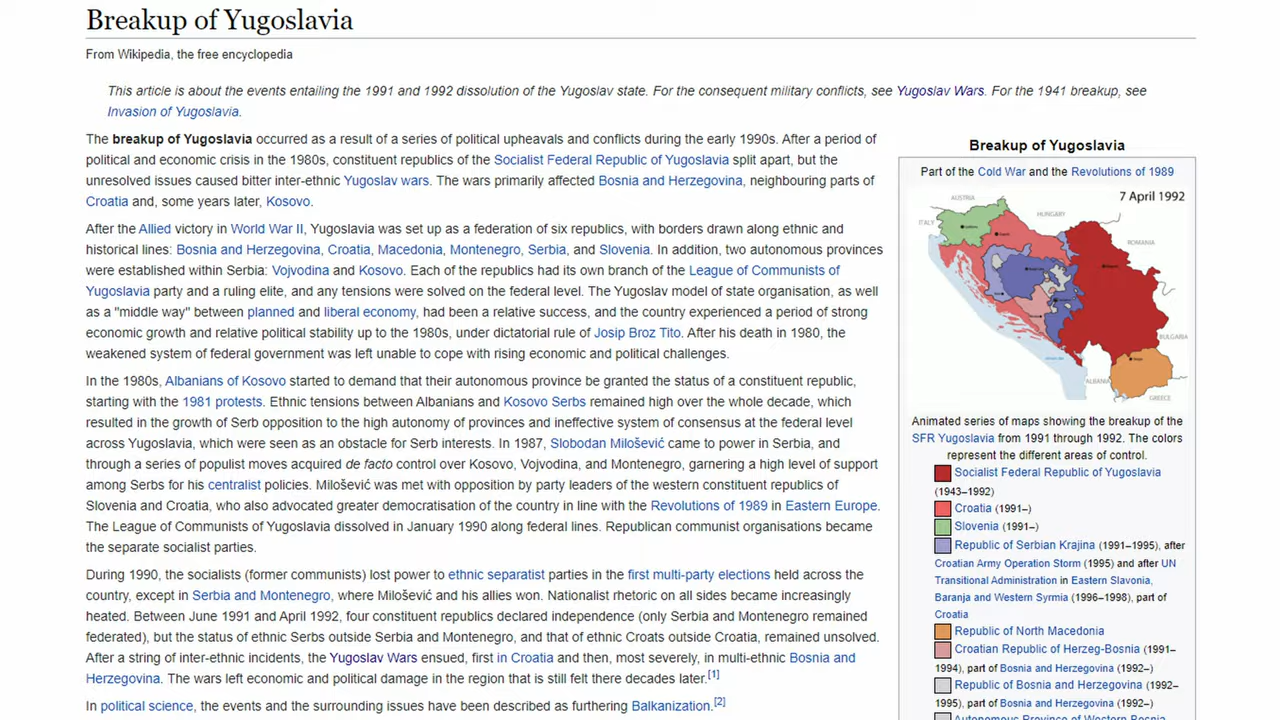 Breakup of Yugoslavia
From Wikipedia, the free encyclopedia
This article is about the events entailing the 1991 and 1992 dissolution of the Yugoslav state. For the consequent military conflicts, see Yugoslav Wars. For the 1941 breakup, see
Invasion of Yugoslavia.
The breakup of Yugoslavia occurred as a result of a series of political upheavals and conflicts during the early 1990s. After a period of
political and economic crisis in the 1980s, constituent republics of the Socialist Federal Republic of Yugoslavia split apart, but the
unresolved issues caused bitter inter-ethnic Yugoslav wars. The wars primarily affected Bosnia and Herzegovina, neighbouring parts of
Croatia and, some years later, Kosovo.
After the Allied victory in World War II, Yugoslavia was set up as a federation of six republics, with borders drawn along ethnic and
historical lines: Bosnia and Herzegovina, Croatia, Macedonia, Montenegro, Serbia, and Slovenia. In addition, two autonomous provinces
were established within Serbia: Vojvodina and Kosovo. Each of the republics had its own branch of the League of Communists of
Yugoslavia party and a ruling elite, and any tensions were solved on the federal level. The Yugoslav model of state organisation, as well
as a "middle way" between planned and liberal economy, had been a relative success, and the country experienced a period of strong
economic growth and relative political stability up to the 1980s, under dictatorial rule of Josip Broz Tito. After his death in 1980, the
weakened system of federal government was left unable to cope with rising economic and political challenges.
In the 1980s, Albanians of Kosovo started to demand that their autonomous province be granted the status of a constituent republic,
starting with the 1981 protests. Ethnic tensions between Albanians and Kosovo Serbs remained high over the whole decade, which
resulted in the growth of Serb opposition to the high autonomy of provinces and ineffective system of consensus at the federal level
across Yugoslavia, which were seen as an obstacle for Serb interests. In 1987, Slobodan Milošević came to power in Serbia, and
through a series of populist moves acquired de facto control over Kosovo, Vojvodina, and Montenegro, garnering a high level of support
among Serbs for his centralist policies. Milošević was met with opposition by party leaders of the western constituent republics of
Slovenia and Croatia, who also advocated greater democratisation of the country in line with the Revolutions of 1989 in Eastern Europe.
The League of Communists of Yugoslavia dissolved in January 1990 along federal lines. Republican communist organisations became
the separate socialist parties.
During 1990, the socialists (former communists) lost power to ethnic separatist parties in the first multi-party elections held across the
country, except in Serbia and Montenegro, where Milošević and his allies won. Nationalist rhetoric on all sides became increasingly
heated. Between June 1991 and April 1992, four constituent republics declared independence (only Serbia and Montenegro remained
federated), but the status of ethnic Serbs outside Serbia and Montenegro, and that of ethnic Croats outside Croatia, remained unsolved.
After a string of inter-ethnic incidents, the Yugoslav Wars ensued, first in Croatia and then, most severely, in multi-ethnic Bosnia and
Herzegovina. The wars left economic and political damage in the region that is still felt there decades later.[1]
In political science, the events and the surrounding issues have been described as furthering Balkanization.[2]
Breakup of Yugoslavia
Part of the Cold War and the Revolutions of 1989
7 April 1992
AUSTRIA
HUNGARY
ITALY
ROMANIA
BULGARIA
ALBANIA
GREECE
Animated series of maps showing the breakup of the
SFR Yugoslavia from 1991 through 1992. The colors
represent the different areas of control.
Socialist Federal Republic of Yugoslavia
(1943–1992)
Croatia (1991–)
Slovenia (1991–)
Republic of Serbian Krajina (1991–1995), after
Croatian Army Operation Storm (1995) and after UN
Transitional Administration in Eastern Slavonia,
Baranja and Western Syrmia (1996–1998), part of
Croatia
Republic of North Macedonia
Croatian Republic of Herzeg-Bosnia (1991–
1994), part of Bosnia and Herzegovina (1992–)
Republic of Bosnia and Herzegovina (1992–
1995), part of Bosnia and Herzegovina (1992–)
Autonomous Province of Western Bosnia